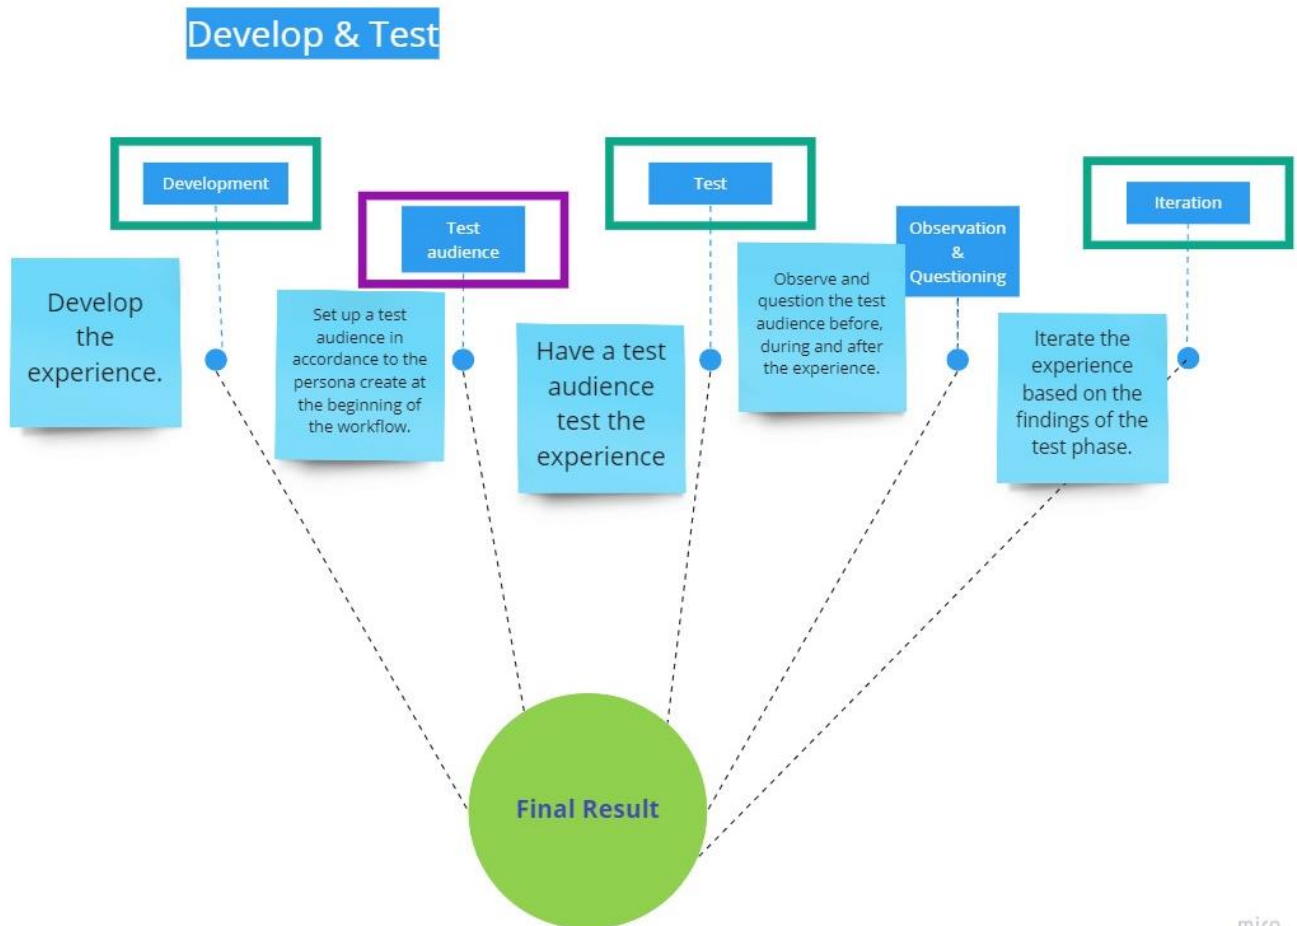 Develop & Test
Development
Develop
the
experience.
Test
audience
Set up a test
audience in
accordance to the
persona create at
the beginning of
the workflow.
Test
Have a test
audience
test the
experience
Observation
&
Questioning
Observe and
question the test
audience before,
during and after
the experience.
Iteration
Iterate the
experience
based on the
findings of the
test phase.
Final Result
miro